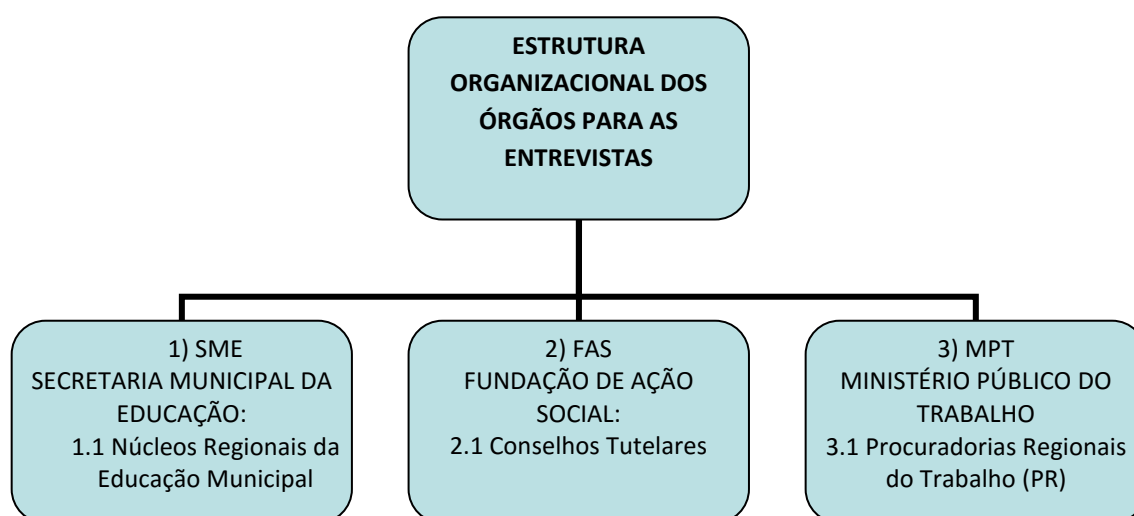 ESTRUTURA
ORGANIZACIONAL DOS
ÓRGÃOS PARA AS
ENTREVISTAS
1) SME
SECRETARIA MUNICIPAL DA
EDUCAÇÃO:
1.1 Núcleos Regionais da
Educação Municipal
2) FAS
FUNDAÇÃO DE AÇÃO
SOCIAL:
2.1 Conselhos Tutelares
3) MPT
MINISTÉRIO PÚBLICO DO
TRABALHO
3.1 Procuradorias Regionais
do Trabalho (PR)